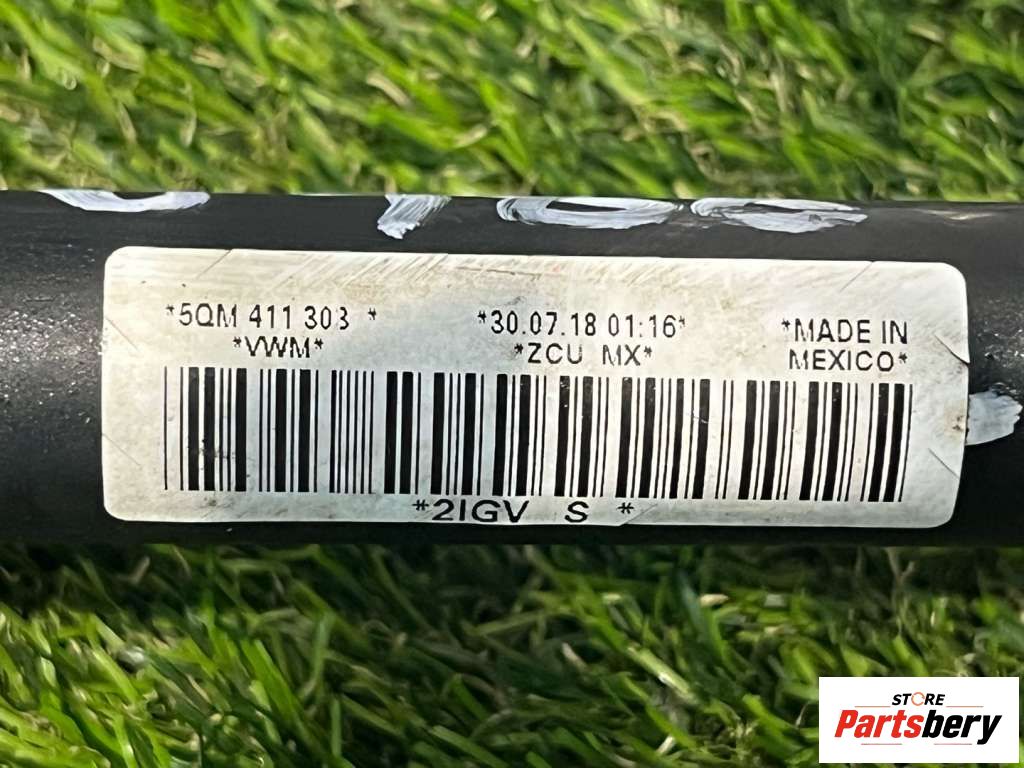 *5QM 411 303 *
*VWM*
*30.07.18 01:16*
*ZCU MX*
*MADE IN
MEXICO*
*2IGV S *
STORE
Partsbery